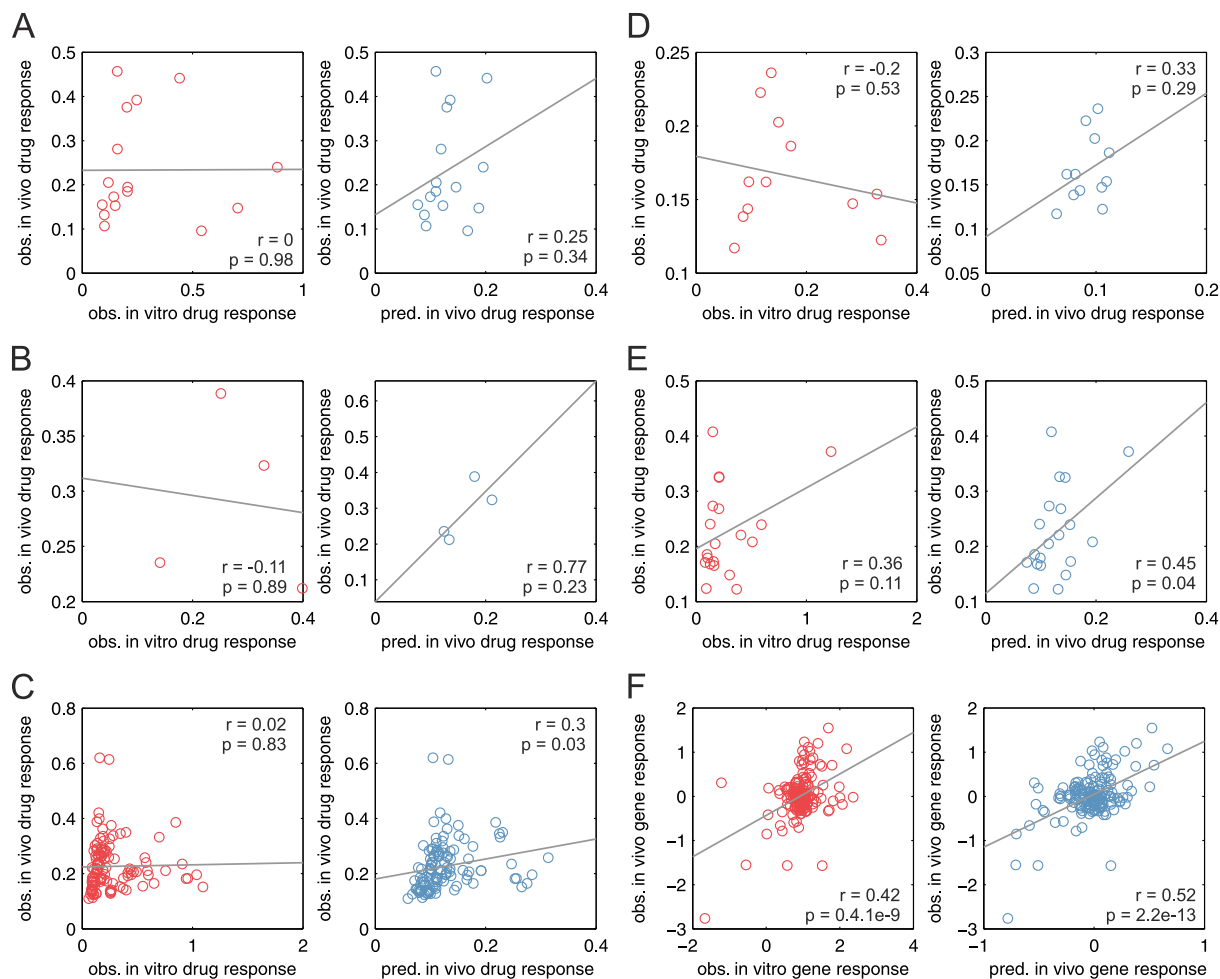 A
obs. in vivo drug response
0.5
0.4
0.3
0.2
0.1
0
r = 0
p = 0.98
0
0.5
1
obs. in vitro drug response
obs. in vivo drug response
0.5
0.4
0.3
0.2
0.1
0
r = 0.25
p = 0.34
0
0.2
0.4
pred. in vivo drug response
D
obs. in vivo drug response
0.25
0.2
0.15
0.1
r = -0.2
p = 0.53
0
0.2
0.4
obs. in vitro drug response
obs. in vivo drug response
0.3
0.25
0.2
0.15
0.1
0.05
r = 0.33
p = 0.29
0
0.1
0.2
pred. in vivo drug response
B
obs. in vivo drug response
0.4
0.35
0.3
0.25
0.2
r = -0.11
p = 0.89
0
0.2
0.4
obs. in vitro drug response
obs. in vivo drug response
0.6
0.5
0.4
0.3
0.2
0.1
r = 0.77
p = 0.23
0
0.2
0.4
pred. in vivo drug response
E
obs. in vivo drug response
0.5
0.4
0.3
0.2
0.1
r = 0.36
p = 0.11
0
1
2
obs. in vitro drug response
obs. in vivo drug response
0.5
0.4
0.3
0.2
0.1
r = 0.45
p = 0.04
0
0.2
0.4
pred. in vivo drug response
C
obs. in vivo drug response
0.8
0.6
0.4
0.2
0
r = 0.02
p = 0.83
0
1
2
obs. in vitro drug response
obs. in vivo drug response
0.8
0.6
0.4
0.2
0
r = 0.3
p = 0.03
0
0.2
0.4
pred. in vivo drug response
F
obs. in vivo gene response
2
1
0
−1
−2
−3
r = 0.42
p = 0.4.1e-9
−2
0
2
4
obs. in vitro gene response
obs. in vivo gene response
2
1
0
−1
−2
−3
r = 0.52
p = 2.2e-13
−1
0
1
pred. in vivo gene response